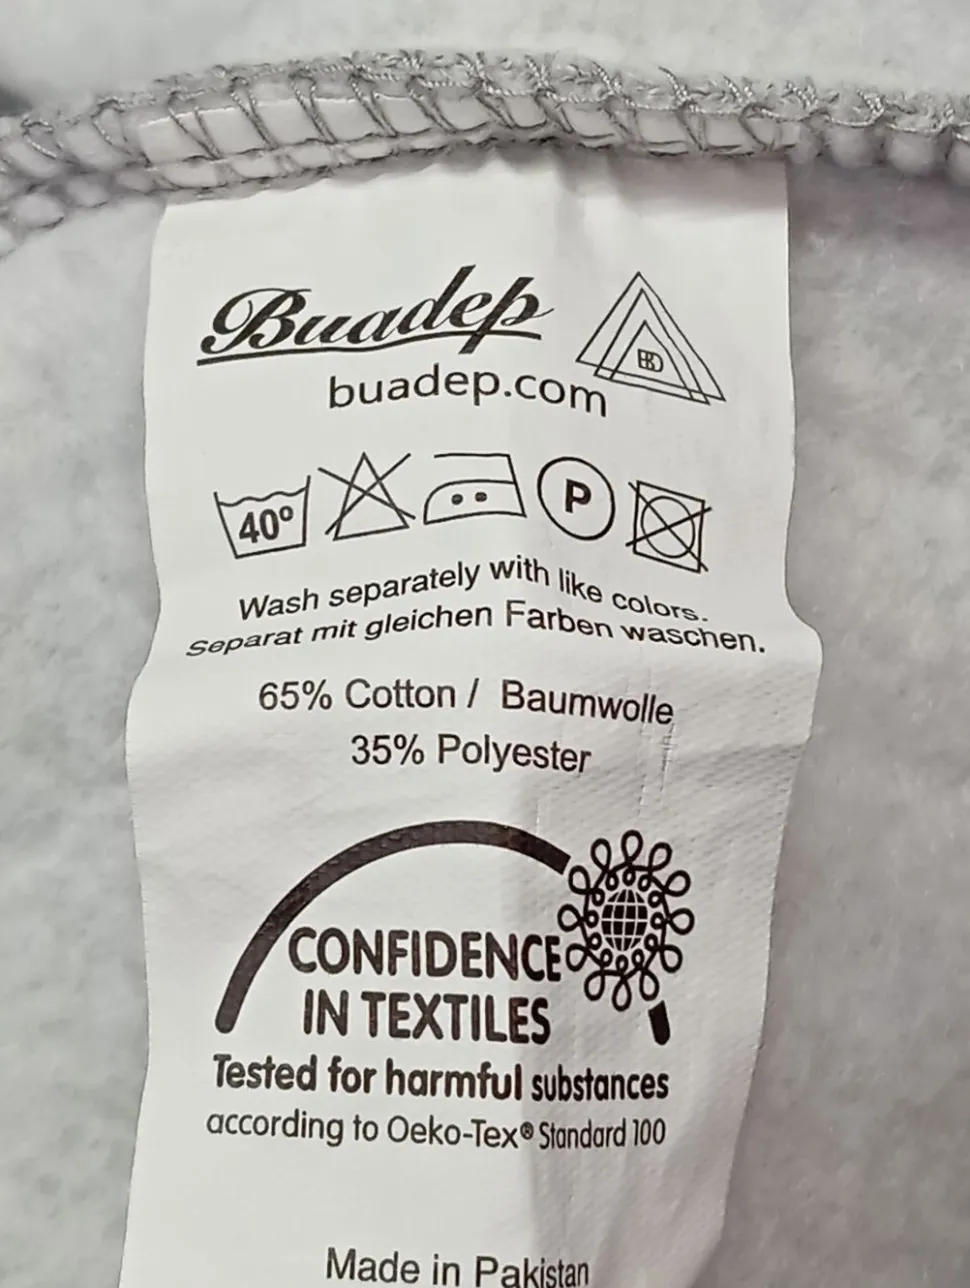 Buadep
BD
buadep.com
40°
P
Wash separately with like colors.
Separat mit gleichen Farben waschen.
65% Cotton / Baumwolle
35% Polyester
CONFIDENCE
IN TEXTILES
Tested for harmful substances
according to Oeko-Tex® Standard 100
Made in Pakistan